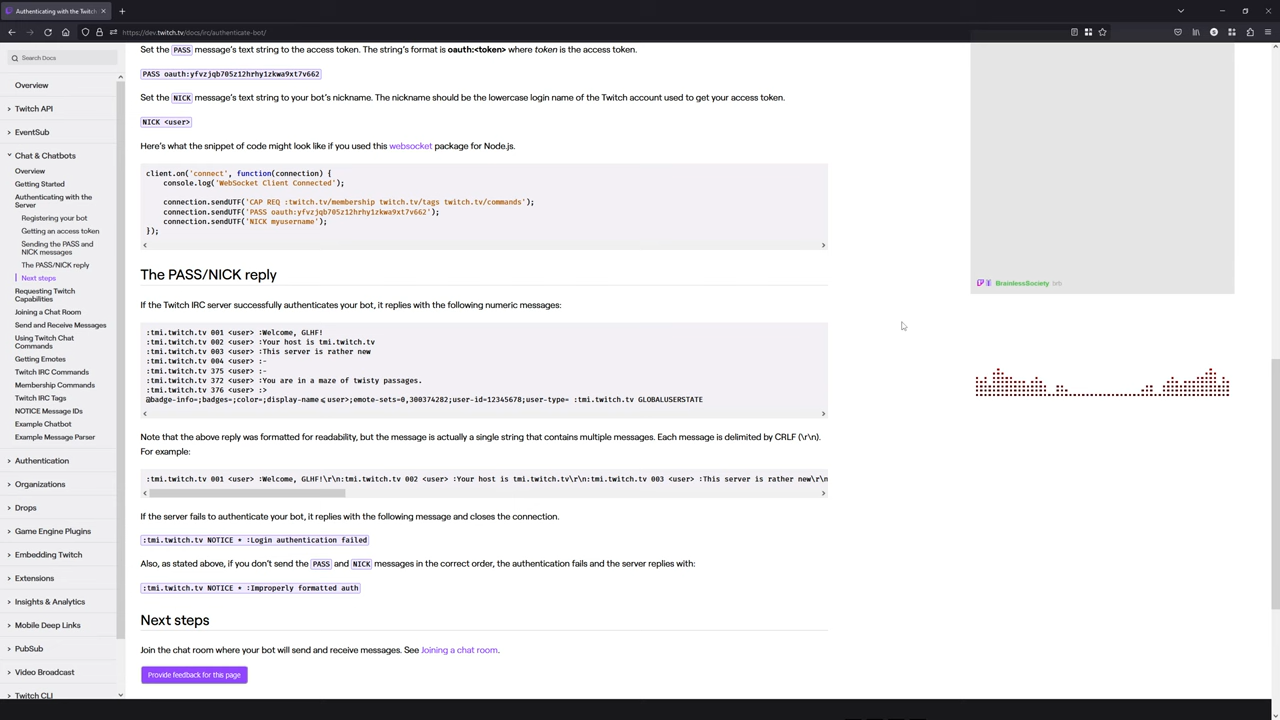 Authenticating with the Twitch
https://dev.twitch.tv/docs/irc/authenticate-bot/
Search Docs
Overview
Twitch API
EventSub
Chat & Chatbots
Overview
Getting Started
Authenticating with the
Server
Registering your bot
Getting an access token
Sending the PASS and
NICK messages
The PASS/NICK reply
Next steps
Requesting Twitch
Capabilities
Joining a Chat Room
Send and Receive Messages
Using Twitch Chat
Commands
Getting Emotes
Twitch IRC Commands
Membership Commands
Twitch IRC Tags
NOTICE Message IDs
Example Chatbot
Example Message Parser
Authentication
Organizations
Drops
Game Engine Plugins
Embedding Twitch
Extensions
Insights & Analytics
Mobile Deep Links
PubSub
Video Broadcast
Twitch CLI
Set the PASS message's text string to the access token. The string's format is oauth:<token> where token is the access token.
PASS oauth:yfvzjqb705z12hrhy1zkwa9xt7v662
Set the NICK message's text string to your bot's nickname. The nickname should be the lowercase login name of the Twitch account used to get your access token.
NICK <user>
Here's what the snippet of code might look like if you used this websocket package for Node.js.
client.on('connect', function(connection) {
console.log('WebSocket Client Connected');
connection.sendUTF('CAP REQ :twitch.tv/membership twitch.tv/tags twitch.tv/commands');
connection.sendUTF('PASS oauth:yfvzjqb705z12hrhy1zkwa9xt7v662');
connection.sendUTF('NICK myusername');
});
The PASS/NICK reply
If the Twitch IRC server successfully authenticates your bot, it replies with the following numeric messages:
:tmi.twitch.tv 001 <user> :Welcome, GLHF!
:tmi.twitch.tv 002 <user> :Your host is tmi.twitch.tv
:tmi.twitch.tv 003 <user> :This server is rather new
:tmi.twitch.tv 004 <user> :-
:tmi.twitch.tv 375 <user> :-
:tmi.twitch.tv 372 <user> :You are in a maze of twisty passages.
:tmi.twitch.tv 376 <user> :>
@badge-info=;badges=;color=;display-name=<user>;emote-sets=0,300374282;user-id=12345678;user-type= :tmi.twitch.tv GLOBALUSERSTATE
Note that the above reply was formatted for readability, but the message is actually a single string that contains multiple messages. Each message is delimited by CRLF (\r\n).
For example:
:tmi.twitch.tv 001 <user> :Welcome, GLHF!\r\n:tmi.twitch.tv 002 <user> :Your host is tmi.twitch.tv\r\n:tmi.twitch.tv 003 <user> :This server is rather new\r\n
If the server fails to authenticate your bot, it replies with the following message and closes the connection.
:tmi.twitch.tv NOTICE * :Login authentication failed
Also, as stated above, if you don't send the PASS and NICK messages in the correct order, the authentication fails and the server replies with:
:tmi.twitch.tv NOTICE * :Improperly formatted auth
Next steps
Join the chat room where your bot will send and receive messages. See Joining a chat room.
Provide feedback for this page
BrainlessSociety brb